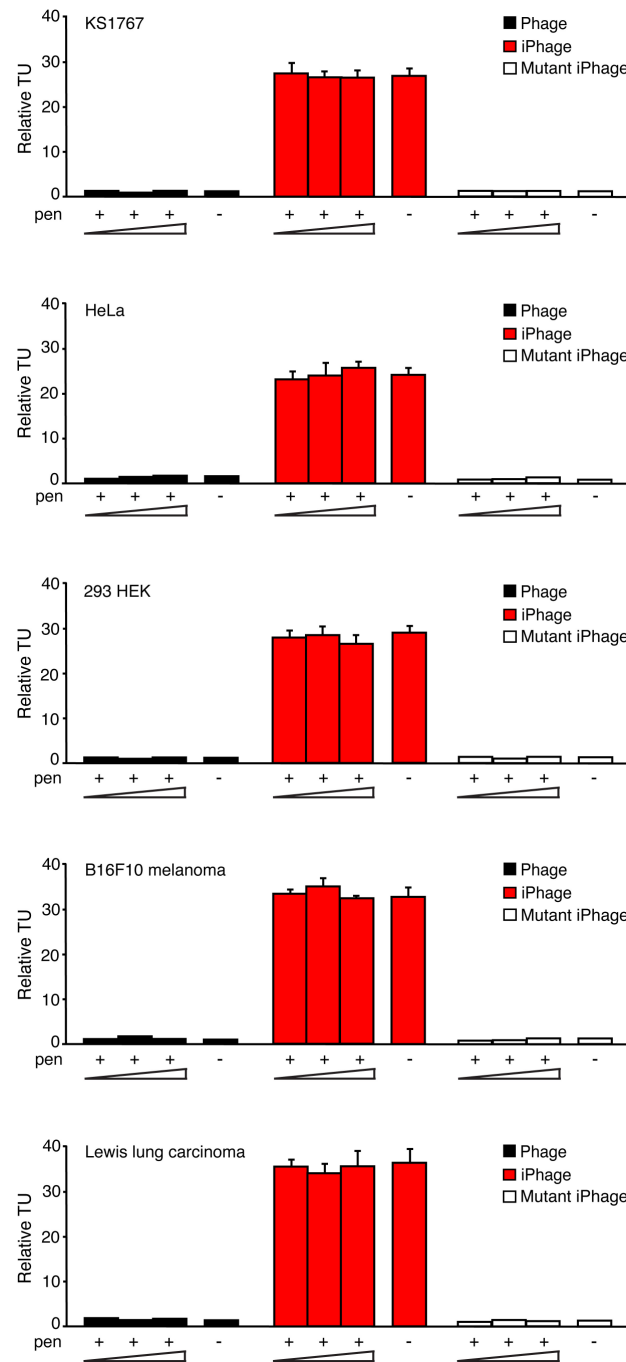 KS1767
Phage
iPhage
Mutant iPhage
Relative TU
40
30
20
10
0
pen + + + - + + + - + + + -
HeLa
Phage
iPhage
Mutant iPhage
Relative TU
40
30
20
10
0
pen + + + - + + + - + + + -
293 HEK
Phage
iPhage
Mutant iPhage
Relative TU
40
30
20
10
0
pen + + + - + + + - + + + -
B16F10 melanoma
Phage
iPhage
Mutant iPhage
Relative TU
40
30
20
10
0
pen + + + - + + + - + + + -
Lewis lung carcinoma
Phage
iPhage
Mutant iPhage
Relative TU
40
30
20
10
0
pen + + + - + + + - + + + -